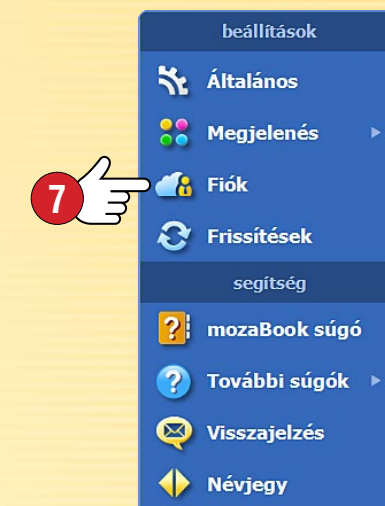 beállítások
Általános
Megjelenés
7
Fiók
Frissítések
segítség
mozaBook súgó
További súgók
Visszajelzés
Névjegy